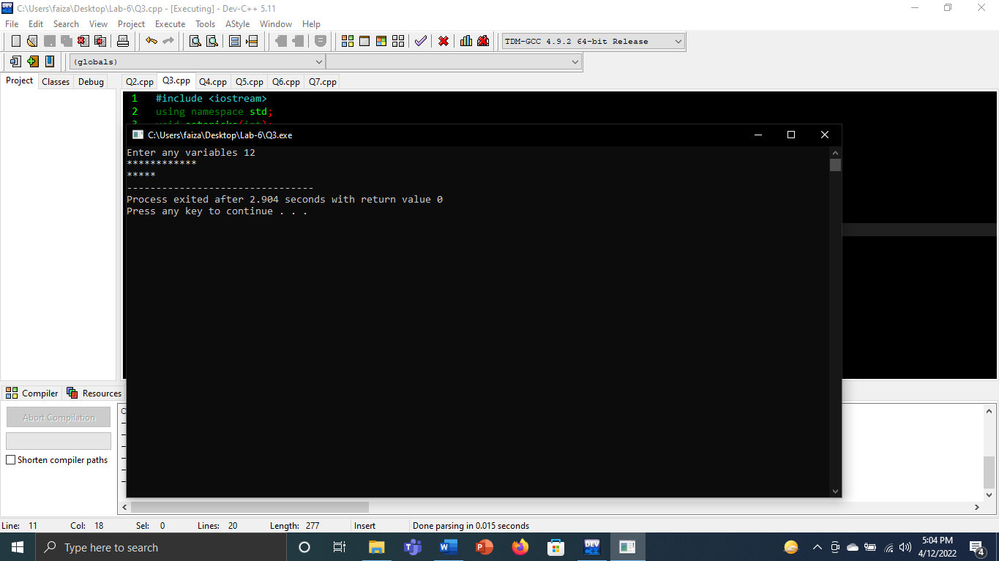 C:\Users\faiza\Desktop\Lab-6\Q3.cpp - [Executing] - Dev-C++ 5.11
File Edit Search View Project Execute Tools AStyle Window Help
TDM-GCC 4.9.2 64-bit Release
(globals)
Project Classes Debug Q2.cpp Q3.cpp Q4.cpp Q5.cpp Q6.cpp Q7.cpp
1 #include <iostream>
2 using namespace std;
C:\Users\faiza\Desktop\Lab-6\Q3.exe
Enter any variables 12
************
*****
--------------------------------
Process exited after 2.904 seconds with return value 0
Press any key to continue . . .
Compiler Resources
Abort Compilation
Shorten compiler paths
Line: 11 Col: 18 Sel: 0 Lines: 20 Length: 277 Insert Done parsing in 0.015 seconds
Type here to search
DEV C++
5:04 PM
4/12/2022
4